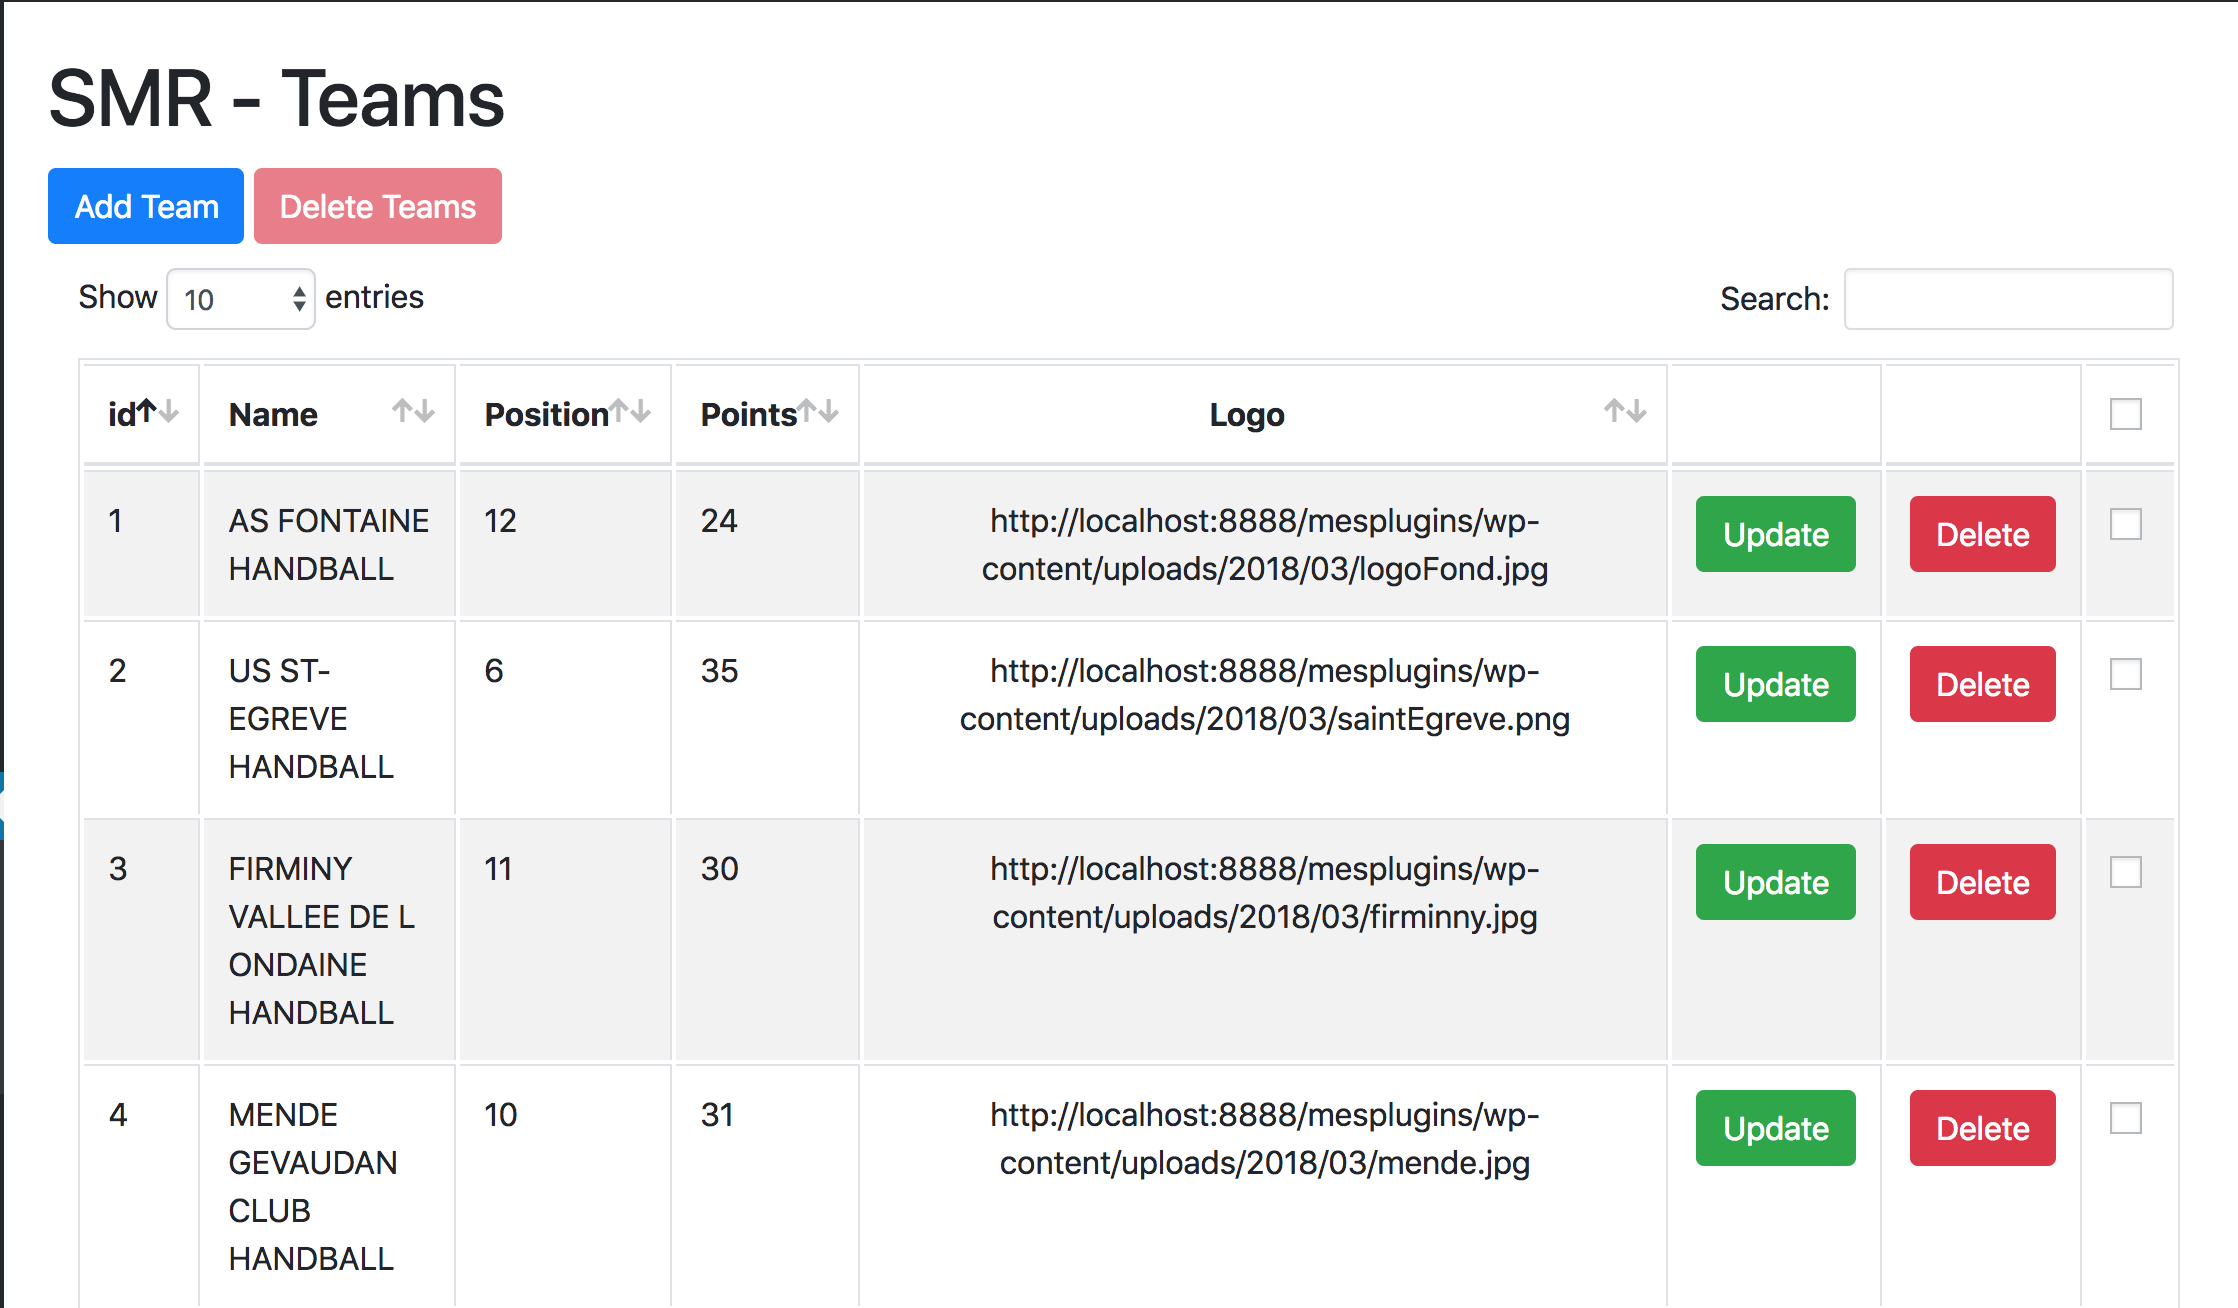 SMR - Teams
Add Team Delete Teams
Show 10 entries Search:
id Name Position Points Logo
1 AS FONTAINE HANDBALL 12 24 http://localhost:8888/mesplugins/wp-content/uploads/2018/03/logoFond.jpg Update Delete
2 US ST-EGREVE HANDBALL 6 35 http://localhost:8888/mesplugins/wp-content/uploads/2018/03/saintEgreve.png Update Delete
3 FIRMINY VALLEE DE L ONDAINE HANDBALL 11 30 http://localhost:8888/mesplugins/wp-content/uploads/2018/03/firminny.jpg Update Delete
4 MENDE GEVAUDAN CLUB HANDBALL 10 31 http://localhost:8888/mesplugins/wp-content/uploads/2018/03/mende.jpg Update Delete